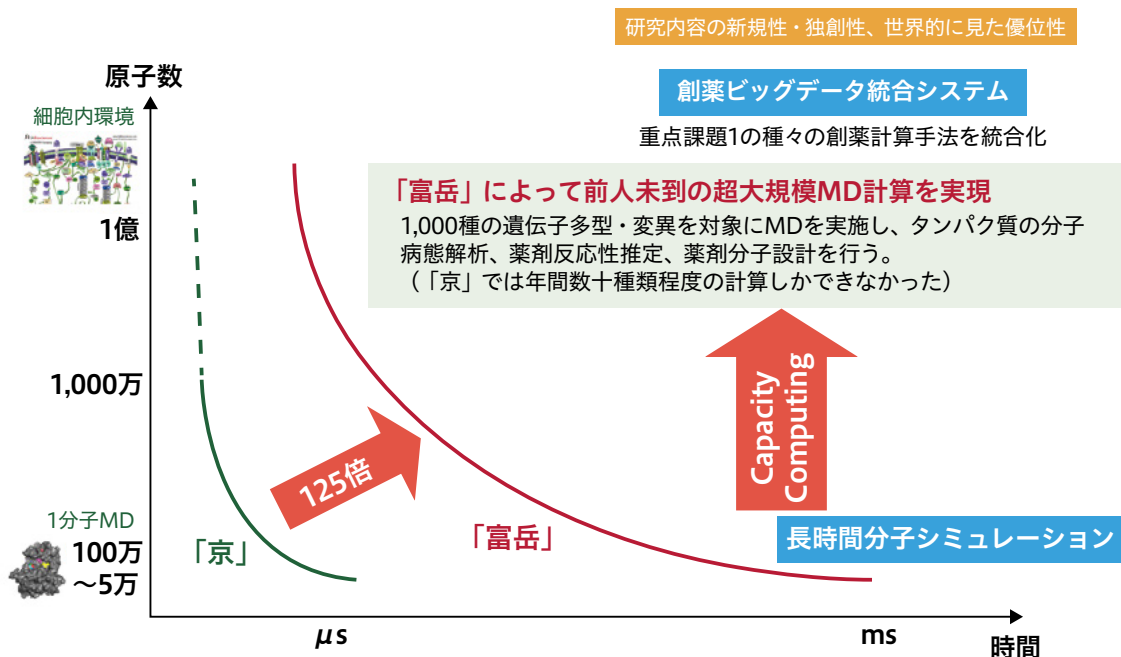 研究内容の新規性・独創性、世界的に見た優位性
原子数
創薬ビッグデータ統合システム
細胞内環境
重点課題1の種々の創薬計算手法を統合化
「富岳」によって前人未到の超大規模MD計算を実現
1億
1,000種の遺伝子多型・変異を対象にMDを実施し、タンパク質の分子
病態解析、薬剤反応性推定、薬剤分子設計を行う。
（「京」では年間数十種類程度の計算しかできなかった）
1,000万
Capacity
Computing
125倍
1分子MD
100万
〜5万
「京」
「富岳」
長時間分子シミュレーション
μs
ms
時間